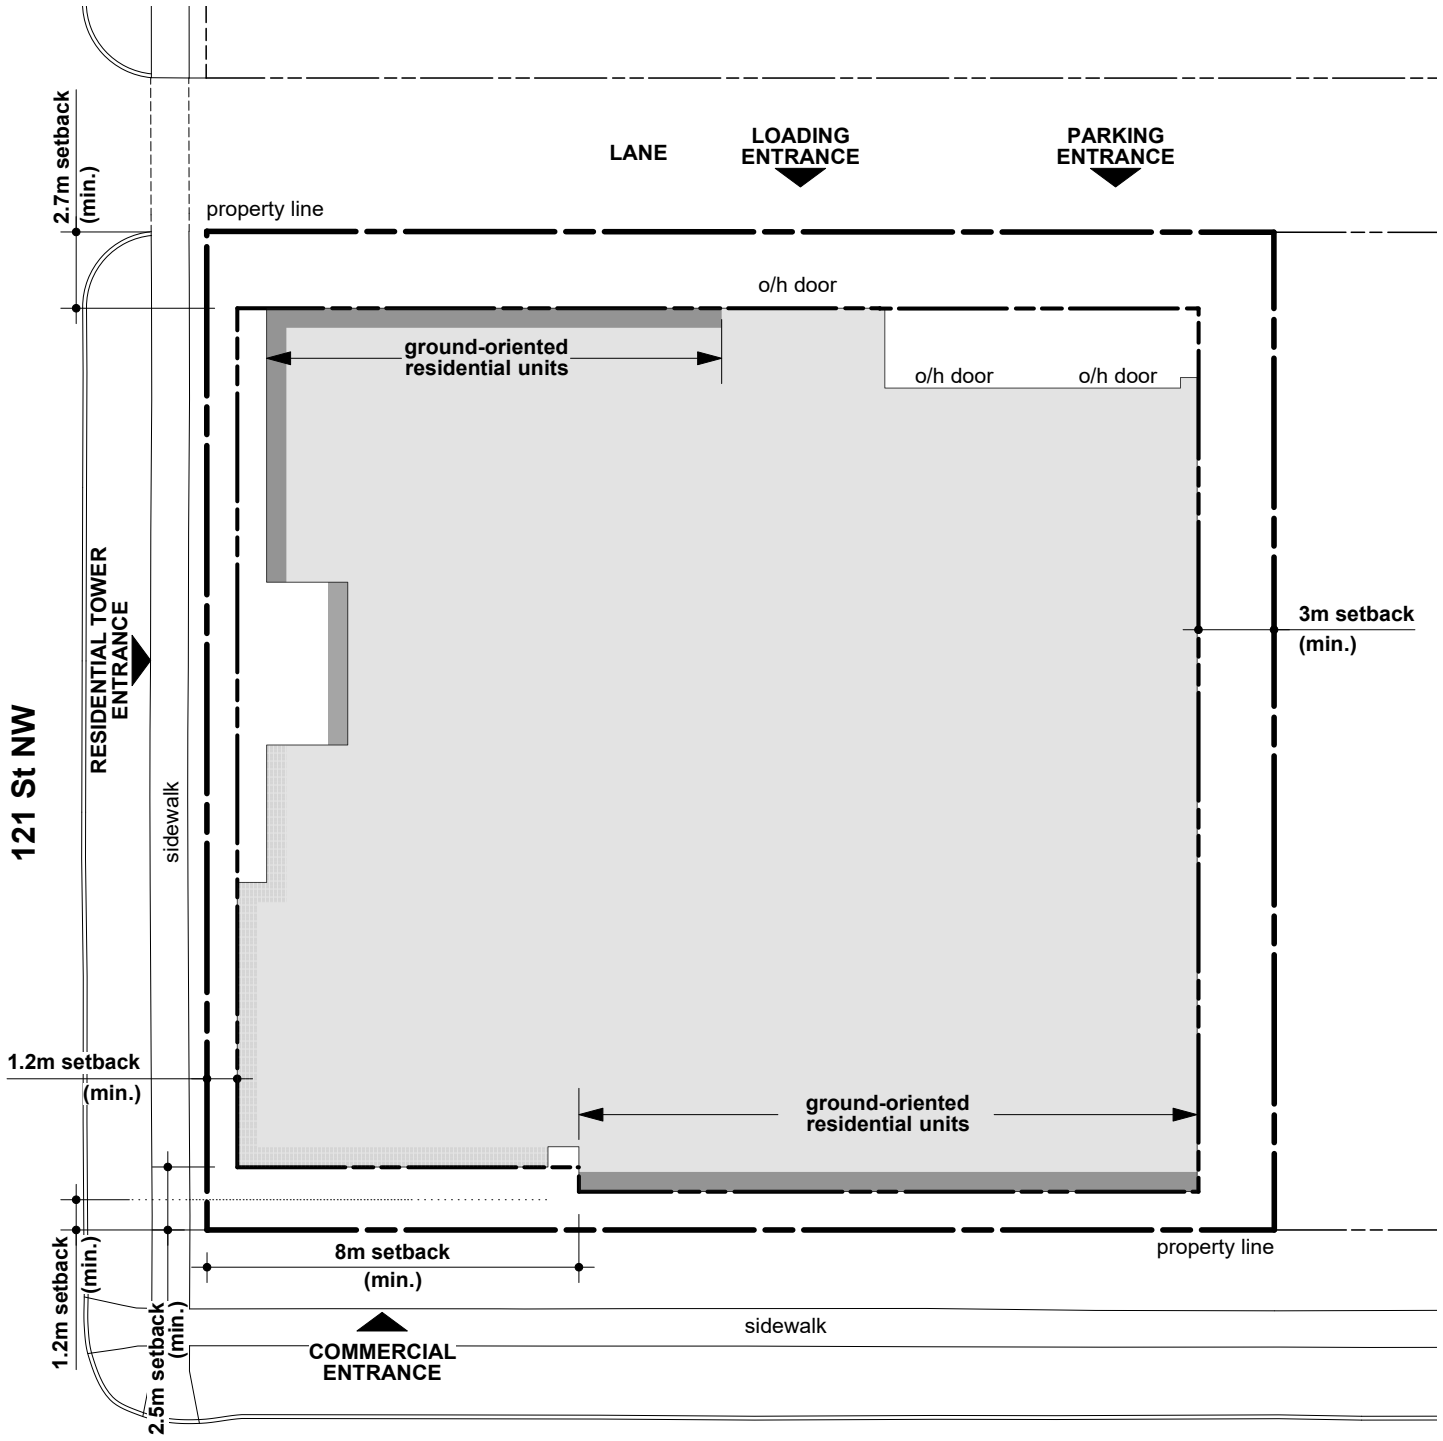 2.7m setback
(min.)
LANE
LOADING
ENTRANCE
PARKING
ENTRANCE
property line
o/h door
ground-oriented
residential units
o/h door
o/h door
RESIDENTIAL TOWER
ENTRANCE
3m setback
(min.)
121 St NW
sidewalk
1.2m setback
(min.)
ground-oriented
residential units
1.2m setback
(min.)
8m setback
(min.)
property line
2.5m setback
(min.)
sidewalk
COMMERCIAL
ENTRANCE